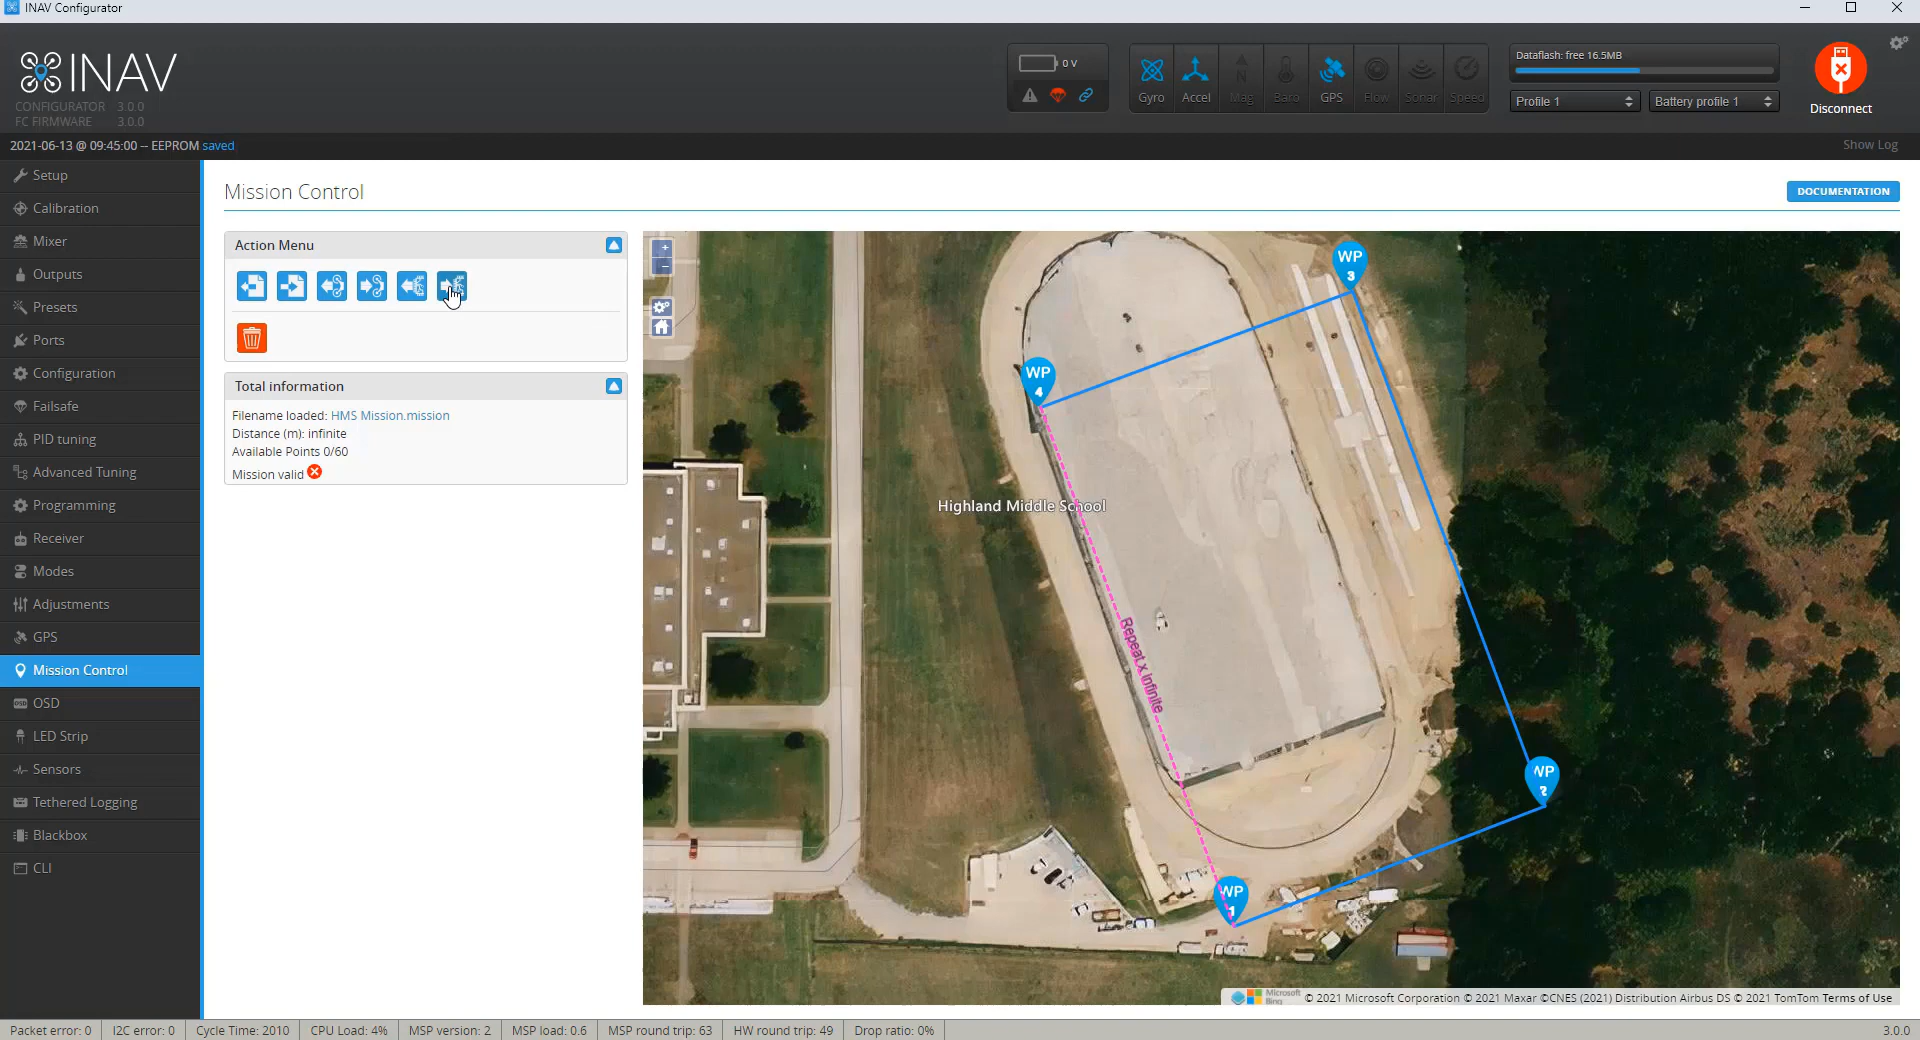 INAV Configurator
INAV
CONFIGURATOR 3.0.0
FC FIRMWARE 3.0.0
0 V
Gyro
Accel
Mag
Baro
GPS
Flow
Sonar
Speed
Dataflash: free 16.5MB
Profile 1
Battery profile 1
Disconnect
2021-06-13 @ 09:45:00 -- EEPROM saved
Show Log
Setup
Calibration
Mixer
Outputs
Presets
Ports
Configuration
Failsafe
PID tuning
Advanced Tuning
Programming
Receiver
Modes
Adjustments
GPS
Mission Control
OSD
LED Strip
Sensors
Tethered Logging
Blackbox
CLI
Mission Control
DOCUMENTATION
Action Menu
Total information
Filename loaded: HMS Mission.mission
Distance (m): infinite
Available Points 0/60
Mission valid
WP
3
WP
4
Highland Middle School
Repeat x infinite
WP
2
WP
1
Microsoft
Bing
© 2021 Microsoft Corporation © 2021 Maxar ©CNES (2021) Distribution Airbus DS © 2021 TomTom Terms of Use
Packet error: 0
I2C error: 0
Cycle Time: 2010
CPU Load: 4%
MSP version: 2
MSP load: 0.6
MSP round trip: 63
HW round trip: 49
Drop ratio: 0%
3.0.0